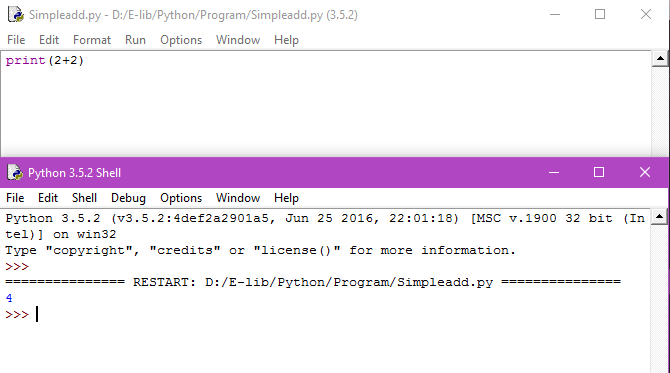 Simpleadd.py - D:/E-lib/Python/Program/Simpleadd.py (3.5.2)
File Edit Format Run Options Window Help
print(2+2)
Python 3.5.2 Shell
File Edit Shell Debug Options Window Help
Python 3.5.2 (v3.5.2:4def2a2901a5, Jun 25 2016, 22:01:18) [MSC v.1900 32 bit (In
tel)] on win32
Type "copyright", "credits" or "license()" for more information.
>>>
=============== RESTART: D:/E-lib/Python/Program/Simpleadd.py ===============
4
>>>